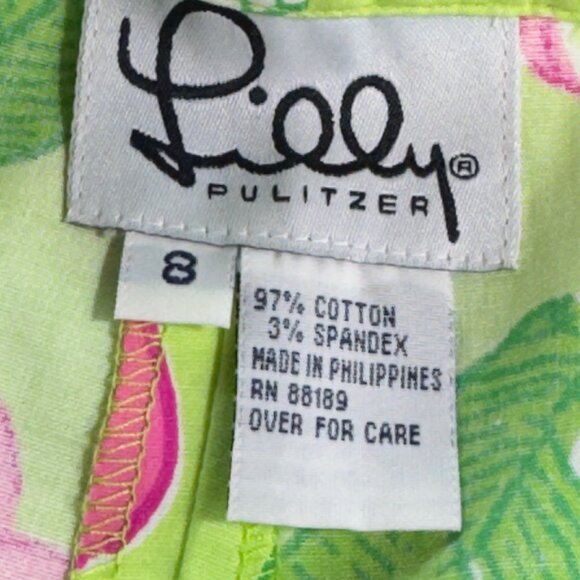 Lilly®
PULITZER
8
97% COTTON
3% SPANDEX
MADE IN PHILIPPINES
RN 88189
OVER FOR CARE